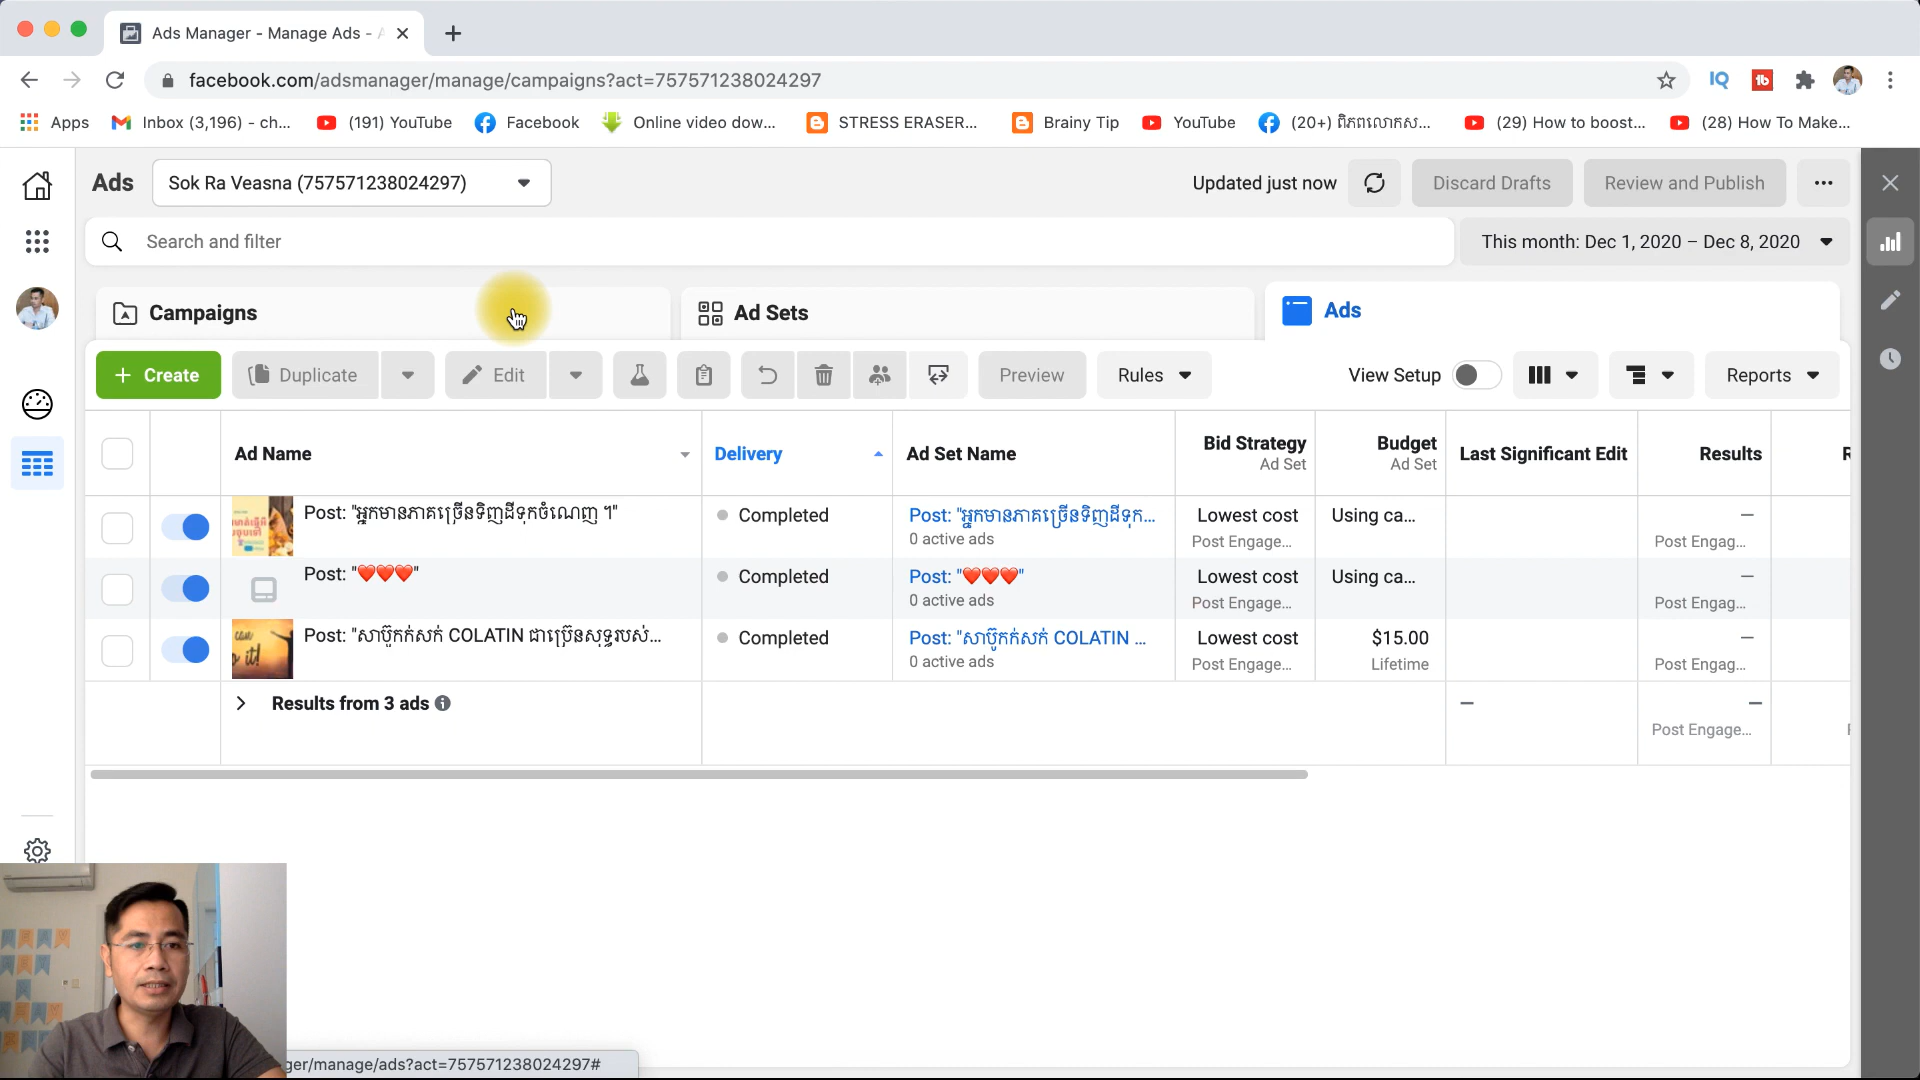 Ads Manager - Manage Ads - A
facebook.com/adsmanager/manage/campaigns?act=757571238024297
Apps
Inbox (3,196) - ch...
(191) YouTube
Facebook
Online video dow...
STRESS ERASER...
Brainy Tip
YouTube
(20+) ពិភពលោកស...
(29) How to boost...
(28) How To Make...
Ads
Sok Ra Veasna (757571238024297)
Updated just now
Discard Drafts
Review and Publish
Search and filter
This month: Dec 1, 2020 – Dec 8, 2020
Campaigns
Ad Sets
Ads
+ Create
Duplicate
Edit
Preview
Rules
View Setup
Reports
Ad Name
Delivery
Ad Set Name
Bid Strategy
Ad Set
Budget
Ad Set
Last Significant Edit
Results
R
Post: "អ្នកមានភាគច្រើនទិញដីទុកចំណេញ ។"
Completed
Post: "អ្នកមានភាគច្រើនទិញដីទុក...
0 active ads
Lowest cost
Post Engage...
Using ca...
—
Post Engag...
Post: "❤️❤️❤️"
Completed
Post: "❤️❤️❤️"
0 active ads
Lowest cost
Post Engage...
Using ca...
—
Post Engag...
can
o it!
Post: "សាប៊ូកក់សក់ COLATIN ជាប្រ៊េនសុទ្ធរបស់...
Completed
Post: "សាប៊ូកក់សក់ COLATIN ...
0 active ads
Lowest cost
Post Engage...
$15.00
Lifetime
—
Post Engag...
Results from 3 ads
—
—
Post Engage...
ger/manage/ads?act=757571238024297#